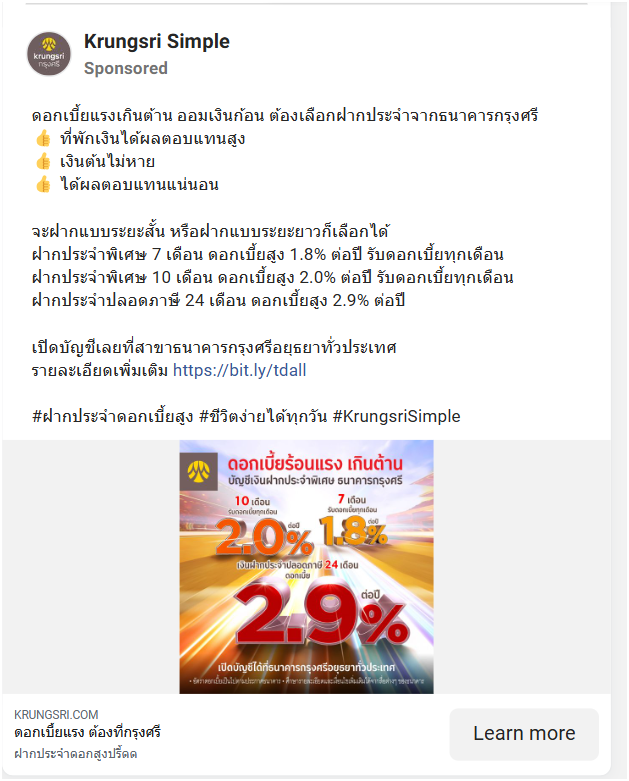 krungsri
กรุงศรี
Krungsri Simple
Sponsored
ดอกเบี้ยแรงเกินต้าน ออมเงินก้อน ต้องเลือกฝากประจำจากธนาคารกรุงศรี
👍 ที่พักเงินได้ผลตอบแทนสูง
👍 เงินต้นไม่หาย
👍 ได้ผลตอบแทนแน่นอน
จะฝากแบบระยะสั้น หรือฝากแบบระยะยาวก็เลือกได้
ฝากประจำพิเศษ 7 เดือน ดอกเบี้ยสูง 1.8% ต่อปี รับดอกเบี้ยทุกเดือน
ฝากประจำพิเศษ 10 เดือน ดอกเบี้ยสูง 2.0% ต่อปี รับดอกเบี้ยทุกเดือน
ฝากประจำปลอดภาษี 24 เดือน ดอกเบี้ยสูง 2.9% ต่อปี
เปิดบัญชีเลยที่สาขาธนาคารกรุงศรีอยุธยาทั่วประเทศ
รายละเอียดเพิ่มเติม https://bit.ly/tdall
#ฝากประจำดอกเบี้ยสูง #ชีวิตง่ายได้ทุกวัน #KrungsriSimple
ดอกเบี้ยร้อนแรง เกินต้าน
บัญชีเงินฝากประจำพิเศษ ธนาคารกรุงศรี
10 เดือน
รับดอกเบี้ยทุกเดือน
2.0% ต่อปี
7 เดือน
รับดอกเบี้ยทุกเดือน
1.8% ต่อปี
เงินฝากประจำปลอดภาษี 24 เดือน
ดอกเบี้ย
2.9% ต่อปี
เปิดบัญชีได้ที่ธนาคารกรุงศรีอยุธยาทั่วประเทศ
KRUNGSRI.COM
ดอกเบี้ยแรง ต้องที่กรุงศรี
ฝากประจำดอกสูงปรี๊ดด
Learn more